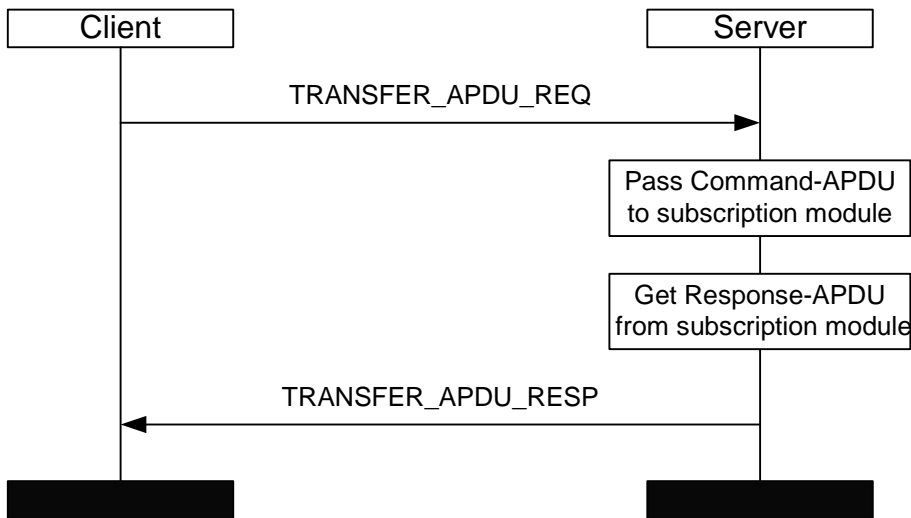 Client
Server
TRANSFER_APDU_REQ
Pass Command-APDU
to subscription module
Get Response-APDU
from subscription module
TRANSFER_APDU_RESP